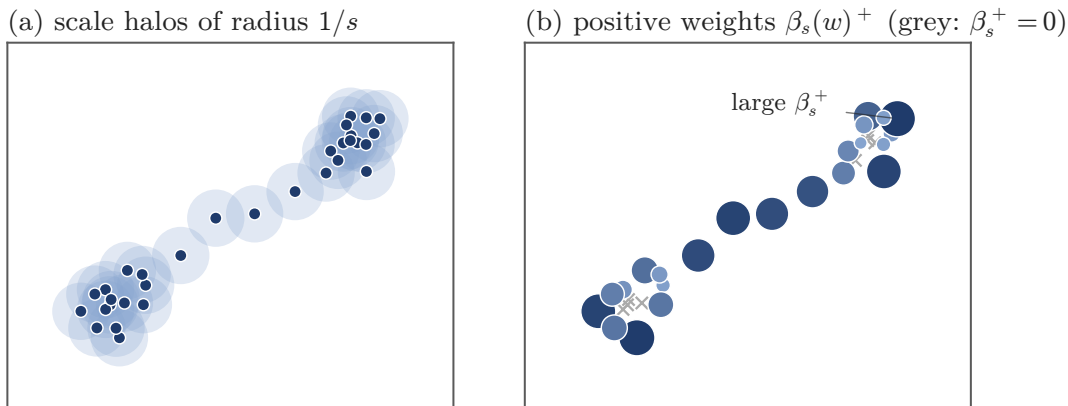 (a) scale halos of radius 1/s
(b) positive weights β_s(w)^+ (grey: β_s^+ = 0)
large β_s^+